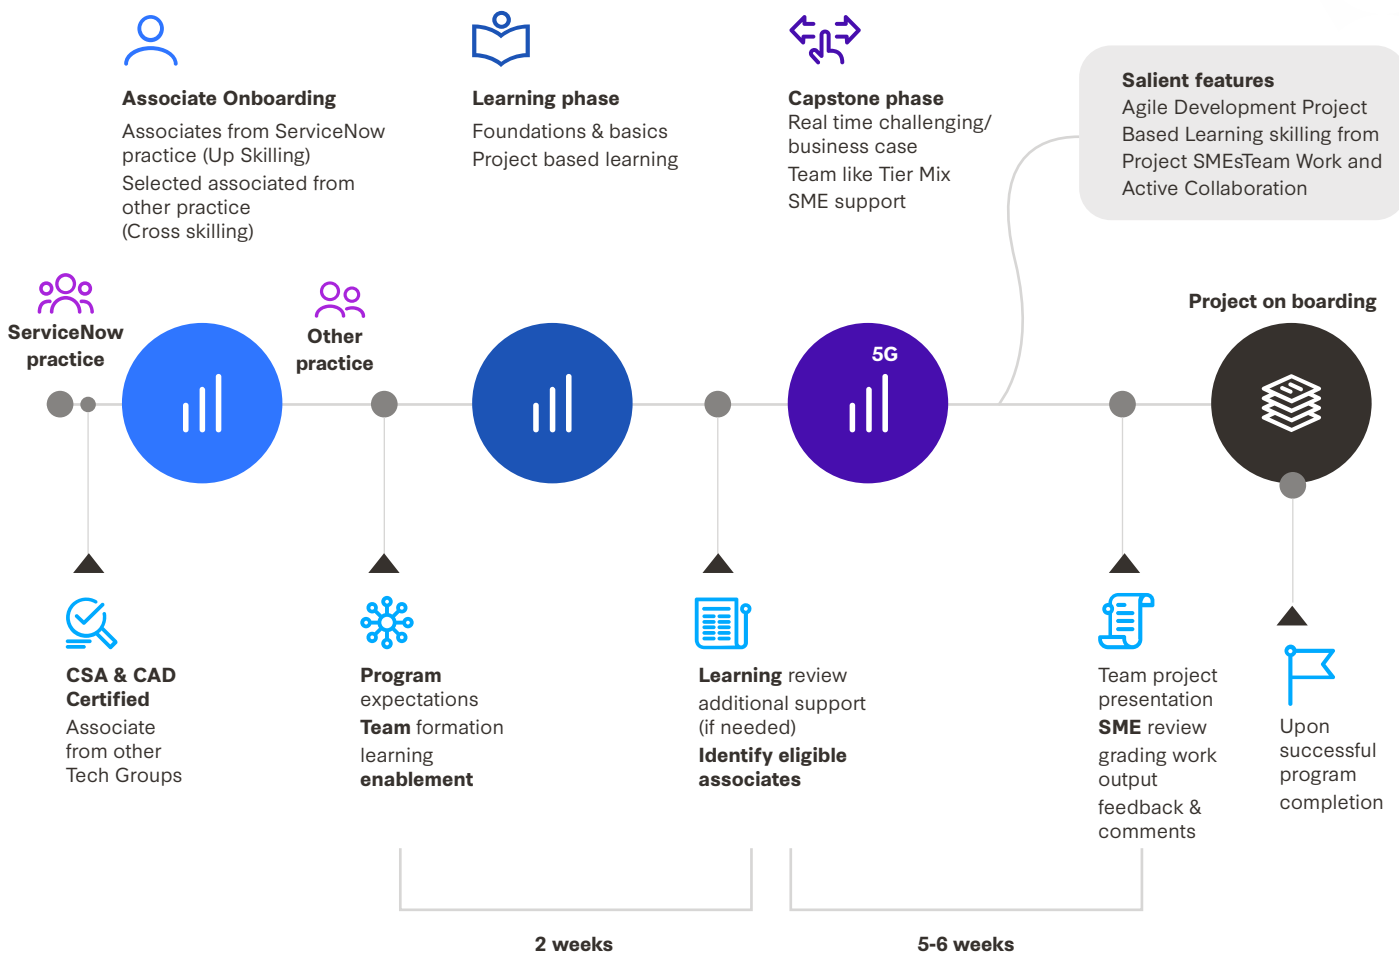 Associate Onboarding
Associates from ServiceNow
practice (Up Skilling)
Selected associated from
other practice
(Cross skilling)
Learning phase
Foundations & basics
Project based learning
Capstone phase
Real time challenging/
business case
Team like Tier Mix
SME support
Salient features
Agile Development Project
Based Learning skilling from
Project SMEsTeam Work and
Active Collaboration
ServiceNow
practice
Other
practice
5G
Project on boarding
CSA & CAD
Certified
Associate
from other
Tech Groups
Program
expectations
Team formation
learning
enablement
Learning review
additional support
(if needed)
Identify eligible
associates
Team project
presentation
SME review
grading work
output
feedback &
comments
Upon
successful
program
completion
2 weeks
5-6 weeks